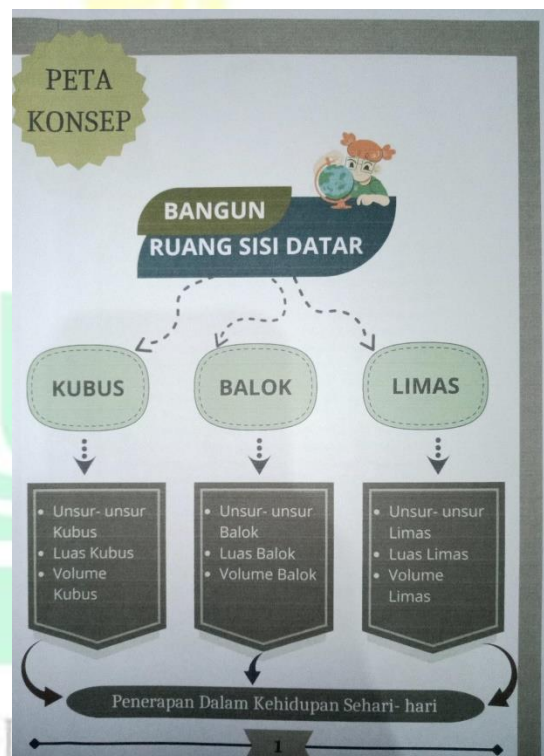 PETA
KONSEP
BANGUN
RUANG SISI DATAR
KUBUS
BALOK
LIMAS
• Unsur- unsur
Kubus
• Luas Kubus
• Volume
Kubus
• Unsur- unsur
Balok
• Luas Balok
• Volume Balok
• Unsur- unsur
Limas
• Luas Limas
• Volume
Limas
Penerapan Dalam Kehidupan Sehari- hari
1